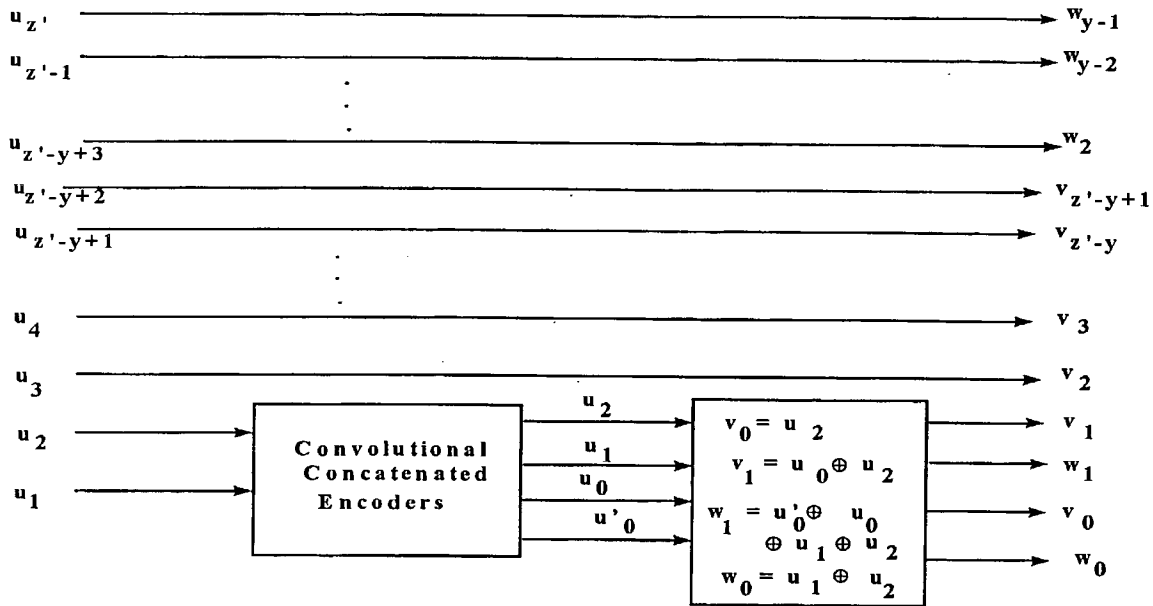 u_z' w_y-1
u_z'-1 w_y-2
u_z'-y+3 w_2
u_z'-y+2 v_z'-y+1
u_z'-y+1 v_z'-y
u_4 v_3
u_3 v_2
u_2 Convolutional Concatenated Encoders u_2 v_0 = u_2 v_1
u_1 u_1 v_1 = u_0 ⊕ u_2 w_1
u_0 w_1 = u'_0 ⊕ u_0 v_0
u'_0 ⊕ u_1 ⊕ u_2
w_0 = u_1 ⊕ u_2 w_0